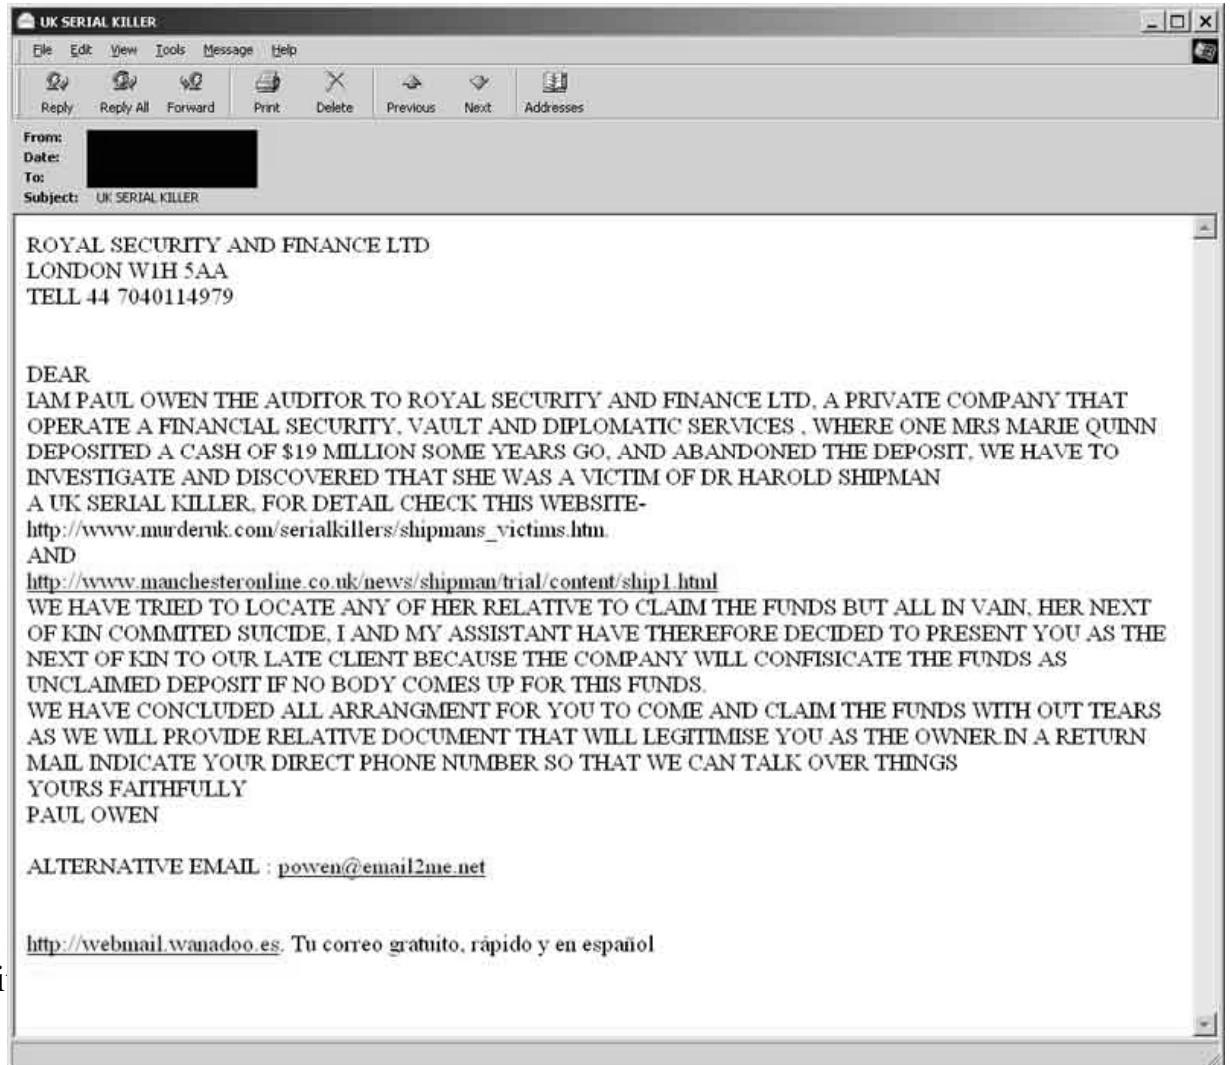 UK SERIAL KILLER
File Edit View Tools Message Help
Reply Reply All Forward Print Delete Previous Next Addresses
From:
Date:
To:
Subject: UK SERIAL KILLER
ROYAL SECURITY AND FINANCE LTD
LONDON W1H 5AA
TELL 44 7040114979
DEAR
IAM PAUL OWEN THE AUDITOR TO ROYAL SECURITY AND FINANCE LTD, A PRIVATE COMPANY THAT
OPERATE A FINANCIAL SECURITY, VAULT AND DIPLOMATIC SERVICES , WHERE ONE MRS MARIE QUINN
DEPOSITED A CASH OF $19 MILLION SOME YEARS GO, AND ABANDONED THE DEPOSIT, WE HAVE TO
INVESTIGATE AND DISCOVERED THAT SHE WAS A VICTIM OF DR HAROLD SHIPMAN
A UK SERIAL KILLER, FOR DETAIL CHECK THIS WEBSITE-
http://www.murderuk.com/serialkillers/shipmans_victims.htm.
AND
http://www.manchesteronline.co.uk/news/shipman/trial/content/ship1.html
WE HAVE TRIED TO LOCATE ANY OF HER RELATIVE TO CLAIM THE FUNDS BUT ALL IN VAIN, HER NEXT
OF KIN COMMITED SUICIDE, I AND MY ASSISTANT HAVE THEREFORE DECIDED TO PRESENT YOU AS THE
NEXT OF KIN TO OUR LATE CLIENT BECAUSE THE COMPANY WILL CONFISICATE THE FUNDS AS
UNCLAIMED DEPOSIT IF NO BODY COMES UP FOR THIS FUNDS.
WE HAVE CONCLUDED ALL ARRANGMENT FOR YOU TO COME AND CLAIM THE FUNDS WITH OUT TEARS
AS WE WILL PROVIDE RELATIVE DOCUMENT THAT WILL LEGITIMISE YOU AS THE OWNER.IN A RETURN
MAIL INDICATE YOUR DIRECT PHONE NUMBER SO THAT WE CAN TALK OVER THINGS
YOURS FAITHFULLY
PAUL OWEN
ALTERNATIVE EMAIL : powen@email2me.net
http://webmail.wanadoo.es. Tu correo gratuito, rápido y en español